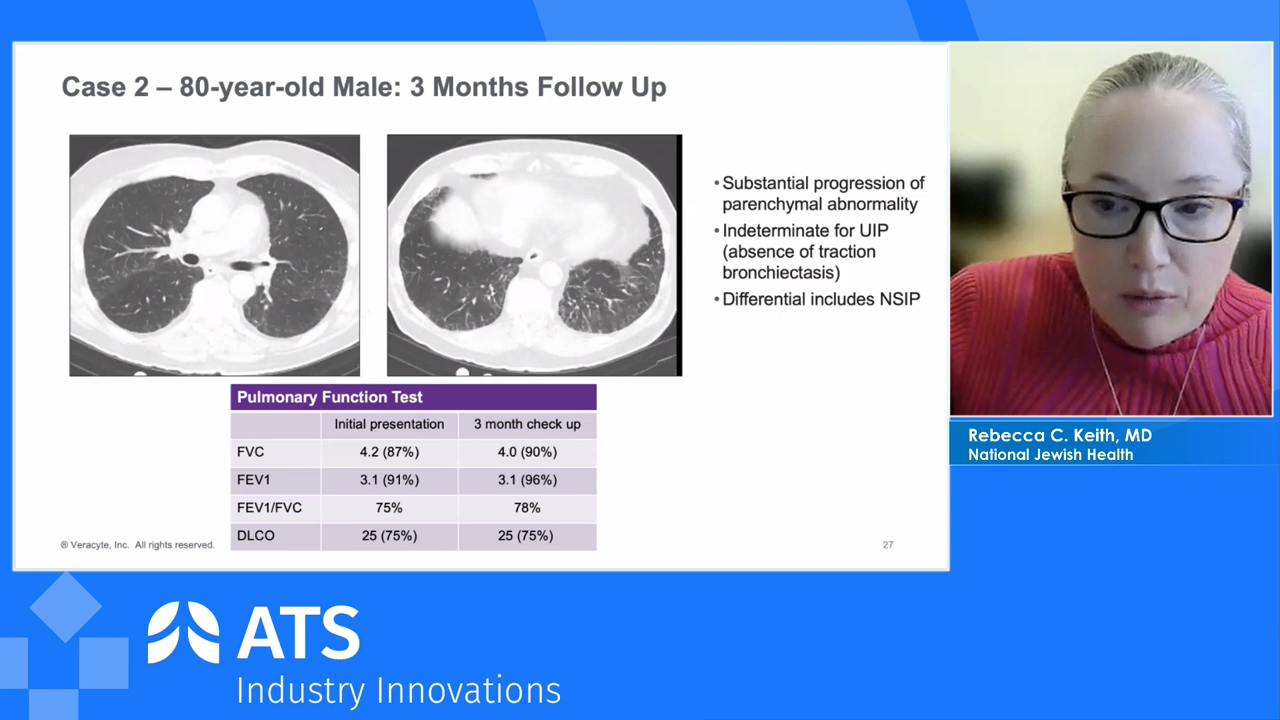 Case 2 – 80-year-old Male: 3 Months Follow Up
•Substantial progression of
parenchymal abnormality
•Indeterminate for UIP
(absence of traction
bronchiectasis)
•Differential includes NSIP
Pulmonary Function Test
Initial presentation 3 month check up
FVC 4.2 (87%) 4.0 (90%)
FEV1 3.1 (91%) 3.1 (96%)
FEV1/FVC 75% 78%
DLCO 25 (75%) 25 (75%)
® Veracyte, Inc. All rights reserved.
27
Rebecca C. Keith, MD
National Jewish Health
ATS
Industry Innovations